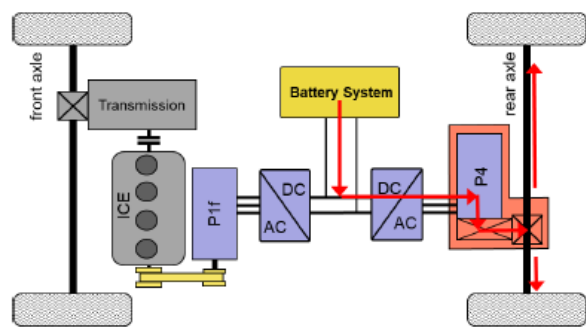 front axle
Transmission
ICE
P1f
DC
AC
Battery System
DC
AC
P4
rear axle